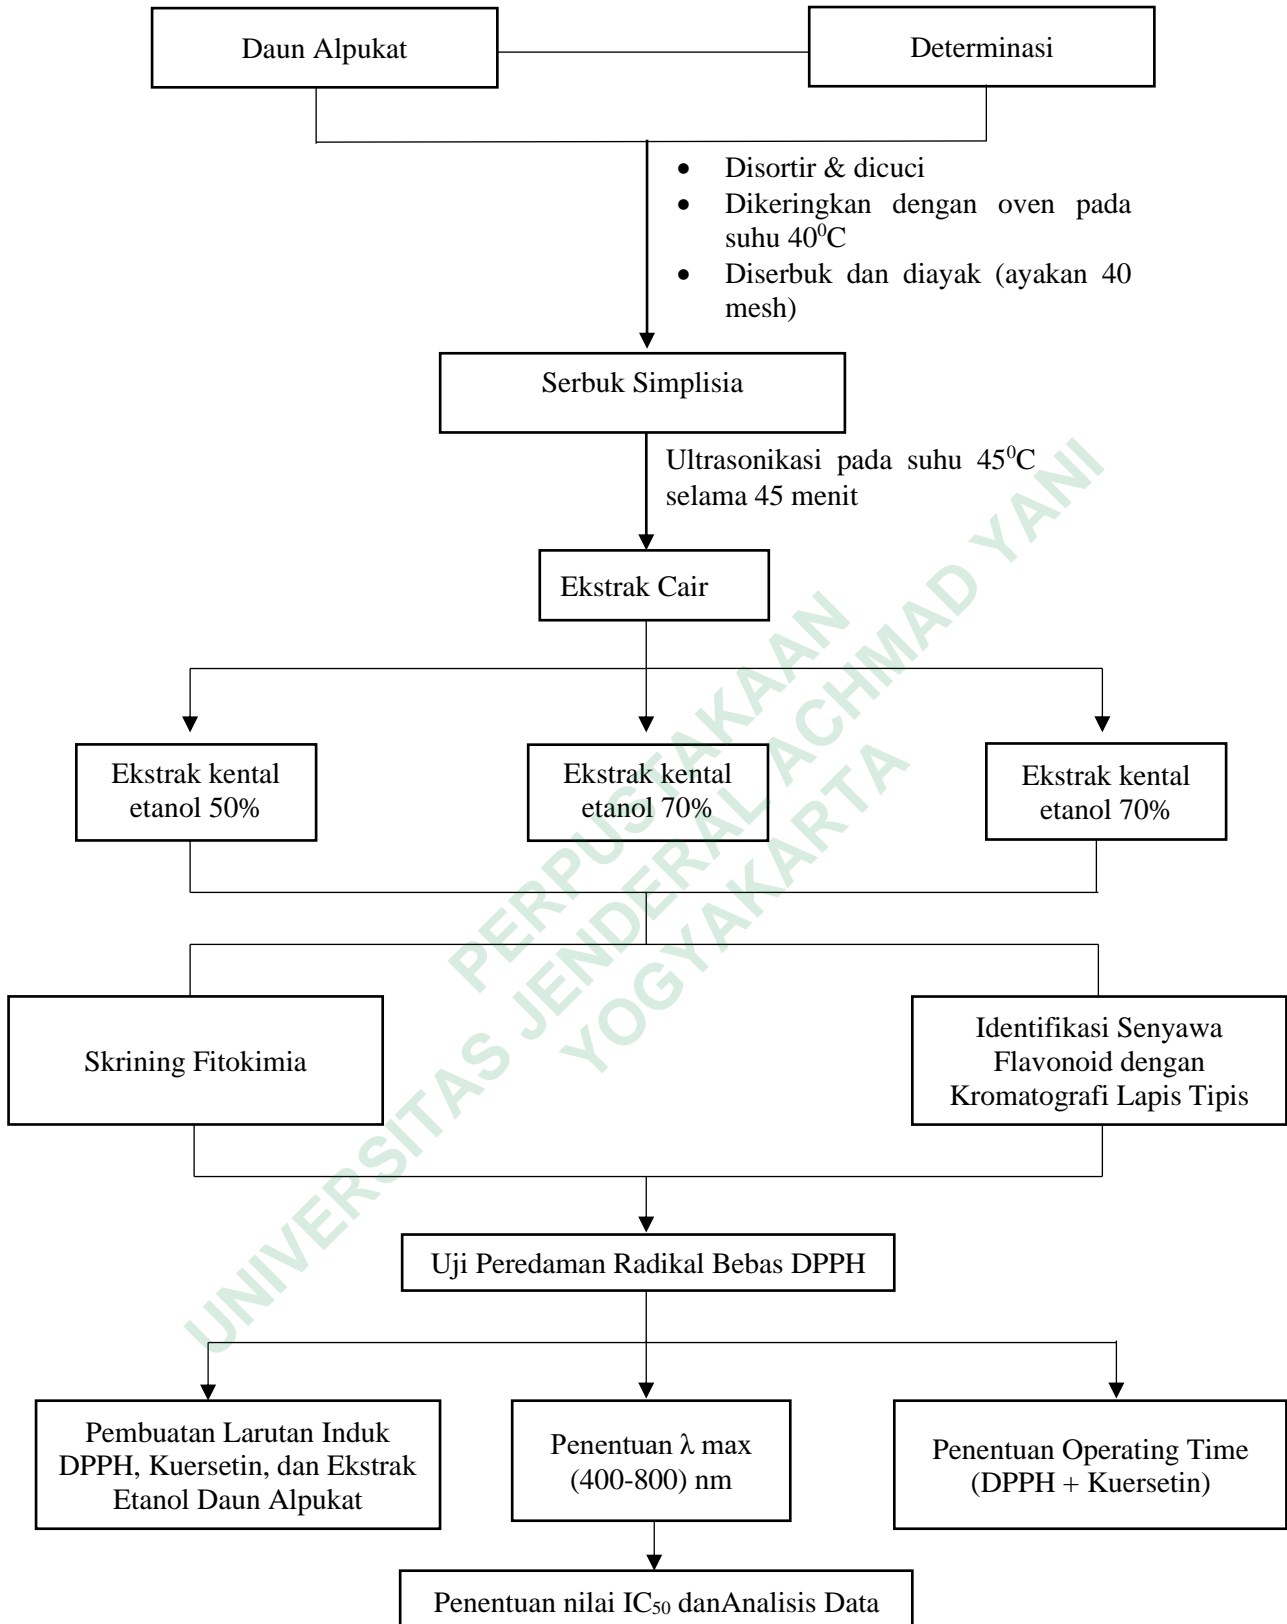 Daun Alpukat
Determinasi
• Disortir & dicuci
• Dikeringkan dengan oven pada
suhu 40⁰C
• Diserbuk dan diayak (ayakan 40
mesh)
Serbuk Simplisia
Ultrasonikasi pada suhu 45⁰C
selama 45 menit
Ekstrak Cair
Ekstrak kental
etanol 50%
Ekstrak kental
etanol 70%
Ekstrak kental
etanol 70%
Skrining Fitokimia
Identifikasi Senyawa
Flavonoid dengan
Kromatografi Lapis Tipis
Uji Peredaman Radikal Bebas DPPH
Pembuatan Larutan Induk
DPPH, Kuersetin, dan Ekstrak
Etanol Daun Alpukat
Penentuan λ max
(400-800) nm
Penentuan Operating Time
(DPPH + Kuersetin)
Penentuan nilai IC₅₀ danAnalisis Data
PERPUSTAKAAN
UNIVERSITAS JENDERAL ACHMAD YANI
YOGYAKARTA